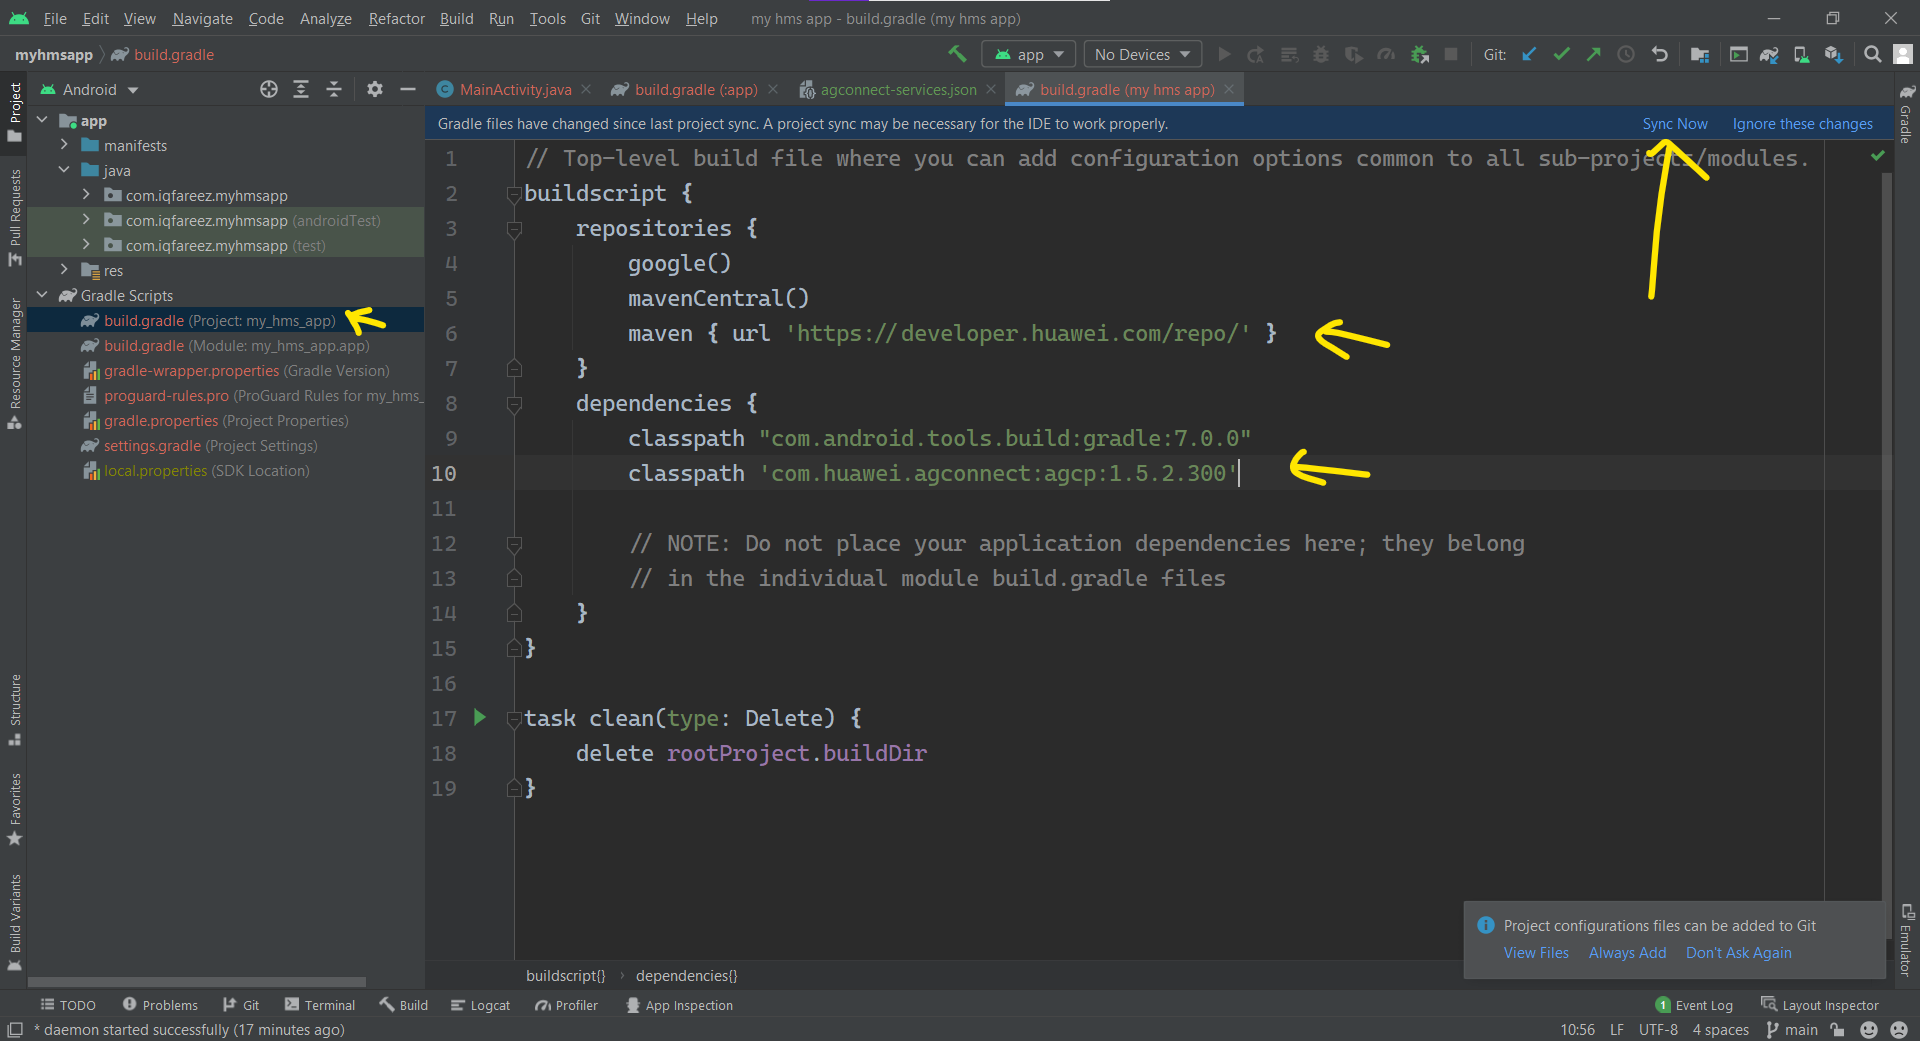 File Edit View Navigate Code Analyze Refactor Build Run Tools Git Window Help my hms app - build.gradle (my hms app)
myhmsapp build.gradle app No Devices Git:
Android MainActivity.java build.gradle (:app) agconnect-services.json build.gradle (my hms app)
Gradle files have changed since last project sync. A project sync may be necessary for the IDE to work properly. Sync Now Ignore these changes
Project
Pull Requests
Resource Manager
Structure
Favorites
Build Variants
app
manifests
java
com.iqfareez.myhmsapp
com.iqfareez.myhmsapp (androidTest)
com.iqfareez.myhmsapp (test)
res
Gradle Scripts
build.gradle (Project: my_hms_app)
build.gradle (Module: my_hms_app.app)
gradle-wrapper.properties (Gradle Version)
proguard-rules.pro (ProGuard Rules for my_hms_
gradle.properties (Project Properties)
settings.gradle (Project Settings)
local.properties (SDK Location)
1 // Top-level build file where you can add configuration options common to all sub-projects/modules.
2 buildscript {
3 repositories {
4 google()
5 mavenCentral()
6 maven { url 'https://developer.huawei.com/repo/' }
7 }
8 dependencies {
9 classpath "com.android.tools.build:gradle:7.0.0"
10 classpath 'com.huawei.agconnect:agcp:1.5.2.300'
11
12 // NOTE: Do not place your application dependencies here; they belong
13 // in the individual module build.gradle files
14 }
15 }
16
17 task clean(type: Delete) {
18 delete rootProject.buildDir
19 }
Gradle
Emulator
Project configurations files can be added to Git
View Files Always Add Don't Ask Again
buildscript{} › dependencies{}
TODO Problems Git Terminal Build Logcat Profiler App Inspection 1 Event Log Layout Inspector
* daemon started successfully (17 minutes ago) 10:56 LF UTF-8 4 spaces main